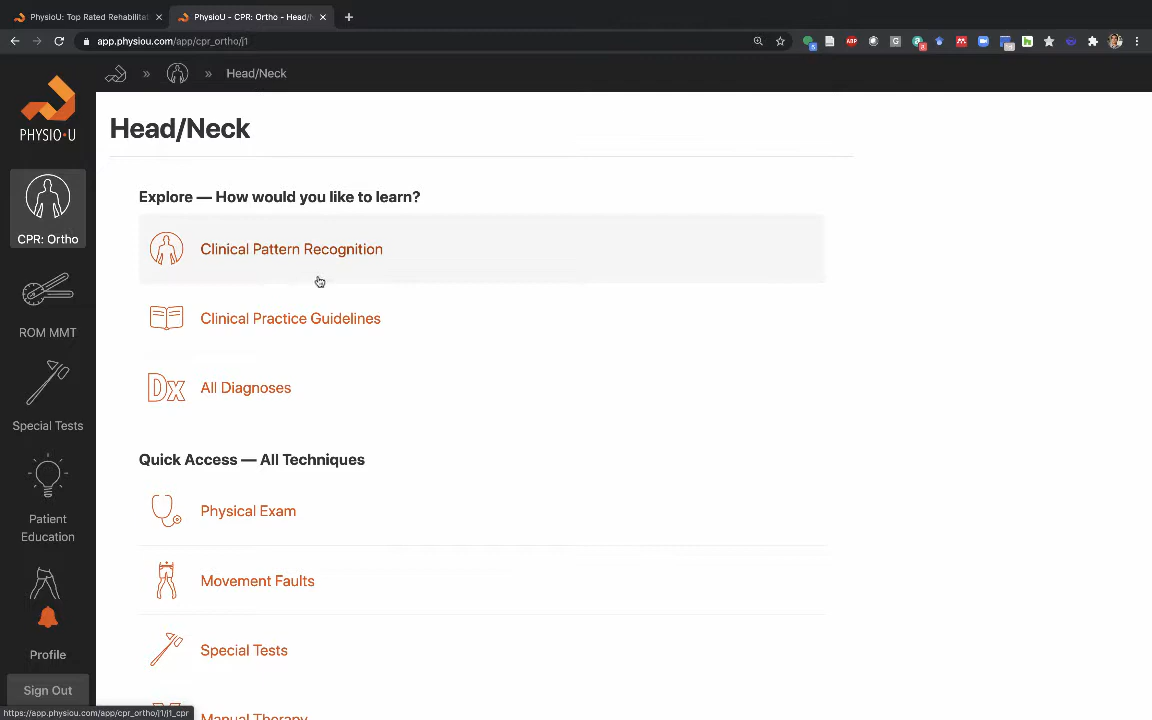 PhysioU: Top Rated Rehabilita
PhysioU - CPR: Ortho - Head/
app.physiou.com/app/cpr_ortho/j1
» » Head/Neck
PHYSIO·U
Head/Neck
Explore — How would you like to learn?
Clinical Pattern Recognition
CPR: Ortho
Clinical Practice Guidelines
ROM MMT
Dx All Diagnoses
Special Tests
Quick Access — All Techniques
Physical Exam
Patient
Education
Movement Faults
Special Tests
Profile
Sign Out
Manual Therapy
https://app.physiou.com/app/cpr_ortho/j1/j1_cpr